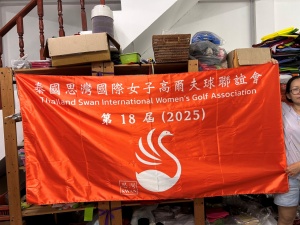 泰國思灣國際女子高爾夫球聯誼會
Thailand Swan International Women's Golf Association
第 18 屆 (2025)